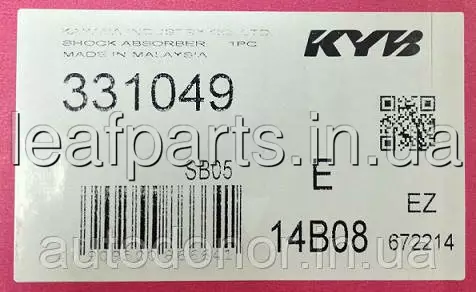 KAYABA INDUSTRY CO., LTD.
SHOCK ABSORBER 1PC
MADE IN MALAYSIA
KYB
331049
leafparts.in.ua
SB05
E
EZ
14B08
672214
autodonor.in.ua